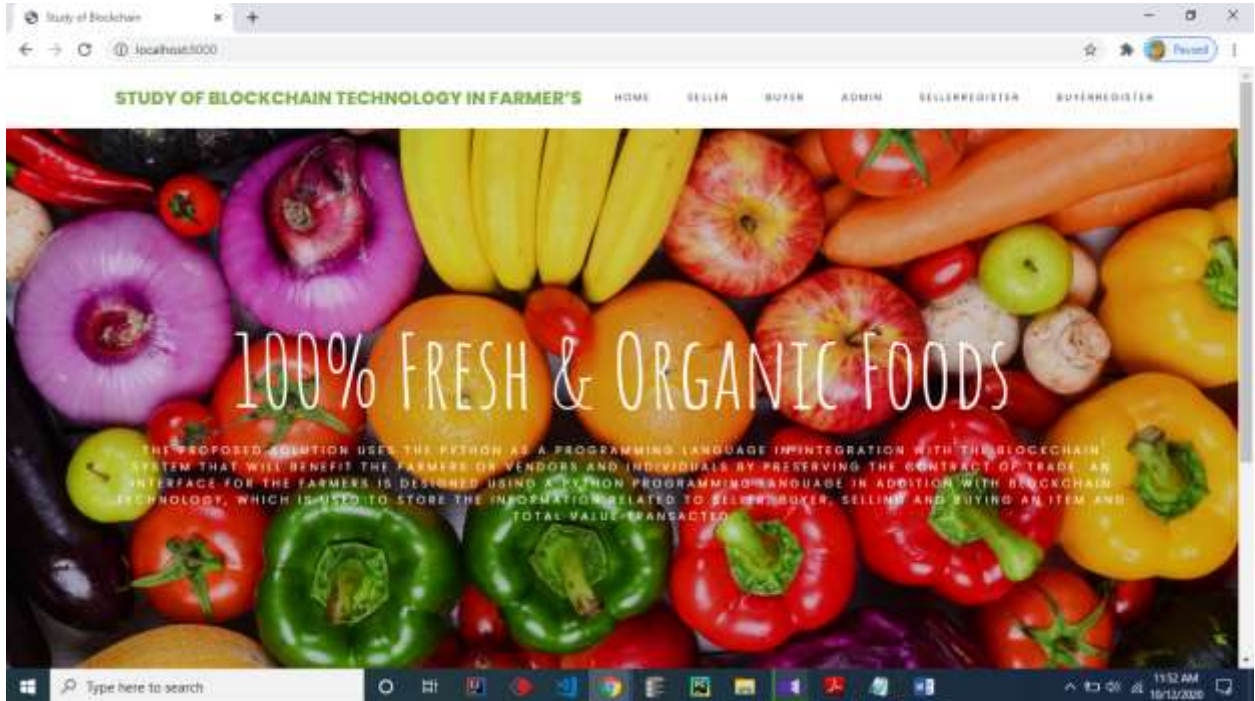 Study of Blockchain
localhost:8000
Paused
STUDY OF BLOCKCHAIN TECHNOLOGY IN FARMER'S
HOME SELLER BUYER ADMIN SELLERREGISTER BUYERREGISTER
100% FRESH & ORGANIC FOODS
THE PROPOSED SOLUTION USES THE PYTHON AS A PROGRAMMING LANGUAGE IN INTEGRATION WITH THE BLOCKCHAIN
SYSTEM THAT WILL BENEFIT THE FARMERS OR VENDORS AND INDIVIDUALS BY PRESERVING THE CONTRACT OF TRADE. AN
INTERFACE FOR THE FARMERS IS DESIGNED USING A PYTHON PROGRAMMING LANGUAGE IN ADDITION WITH BLOCKCHAIN
TECHNOLOGY, WHICH IS USED TO STORE THE INFORMATION RELATED TO SELLER, BUYER, SELLING AND BUYING AN ITEM AND
TOTAL VALUE TRANSACTED
Type here to search
11:52 AM
10/12/2020